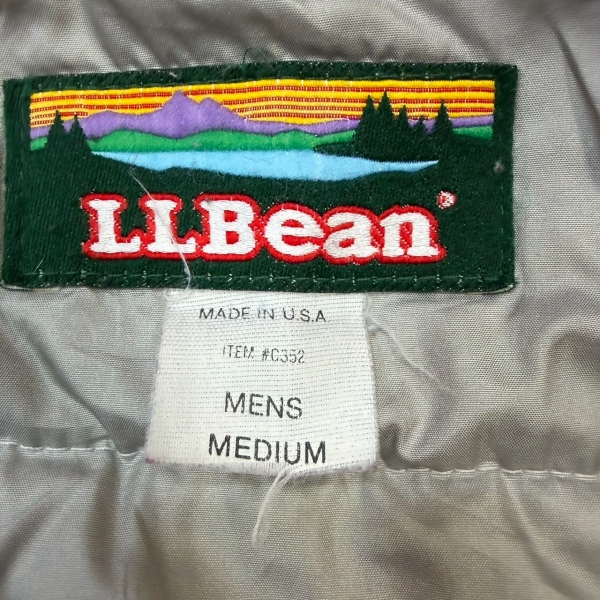 LLBean®
MADE IN U.S.A.
ITEM #C352
MENS
MEDIUM